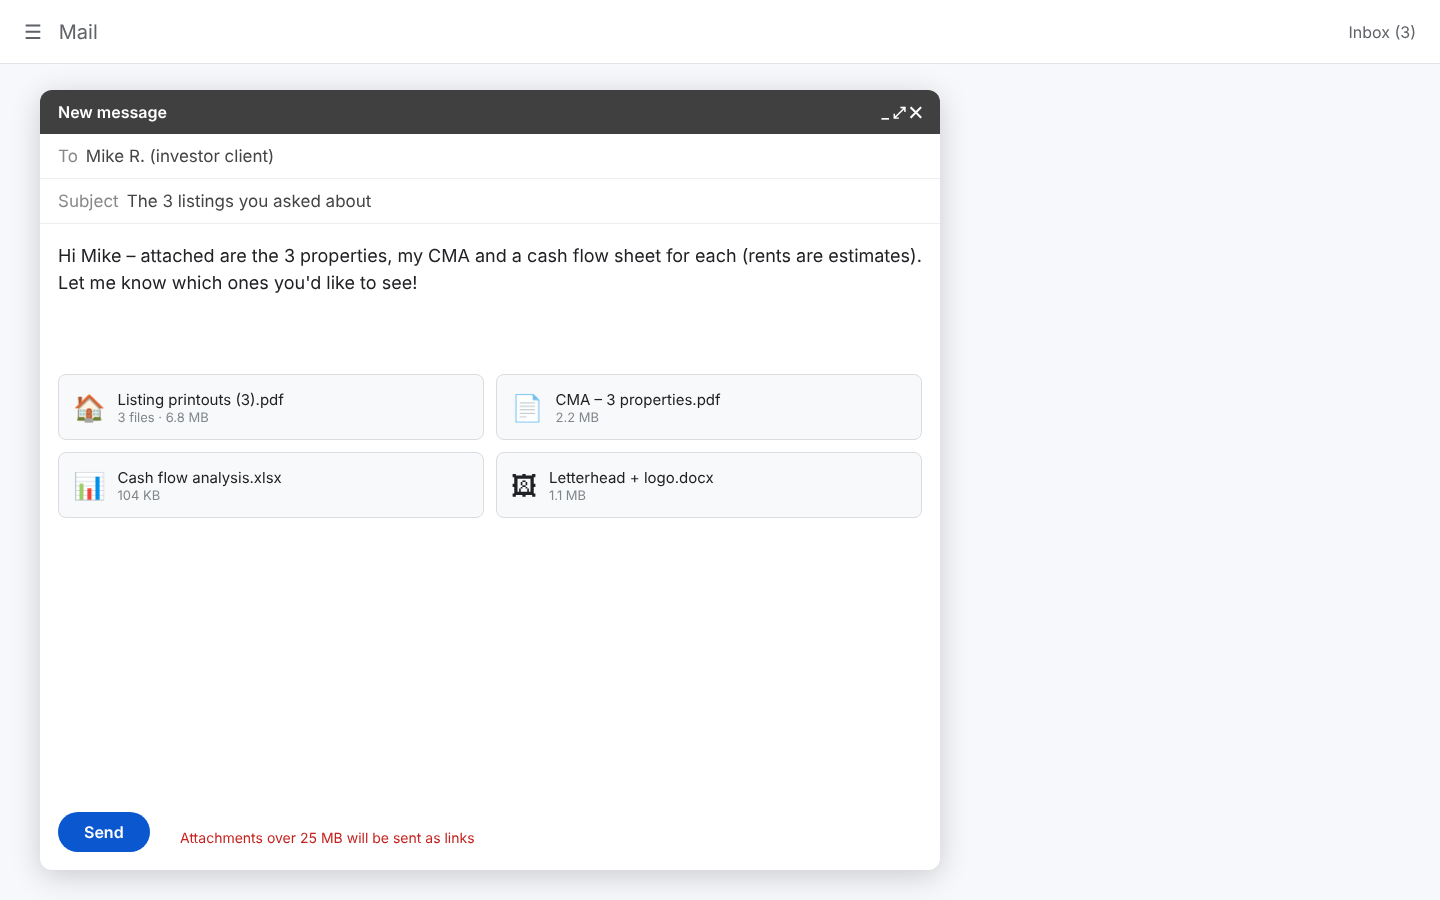 ☰ Mail
Inbox (3)
New message
To Mike R. (investor client)
Subject The 3 listings you asked about
Hi Mike – attached are the 3 properties, my CMA and a cash flow sheet for each (rents are estimates).
Let me know which ones you'd like to see!
Listing printouts (3).pdf
3 files · 6.8 MB
CMA – 3 properties.pdf
2.2 MB
Cash flow analysis.xlsx
104 KB
Letterhead + logo.docx
1.1 MB
Send
Attachments over 25 MB will be sent as links